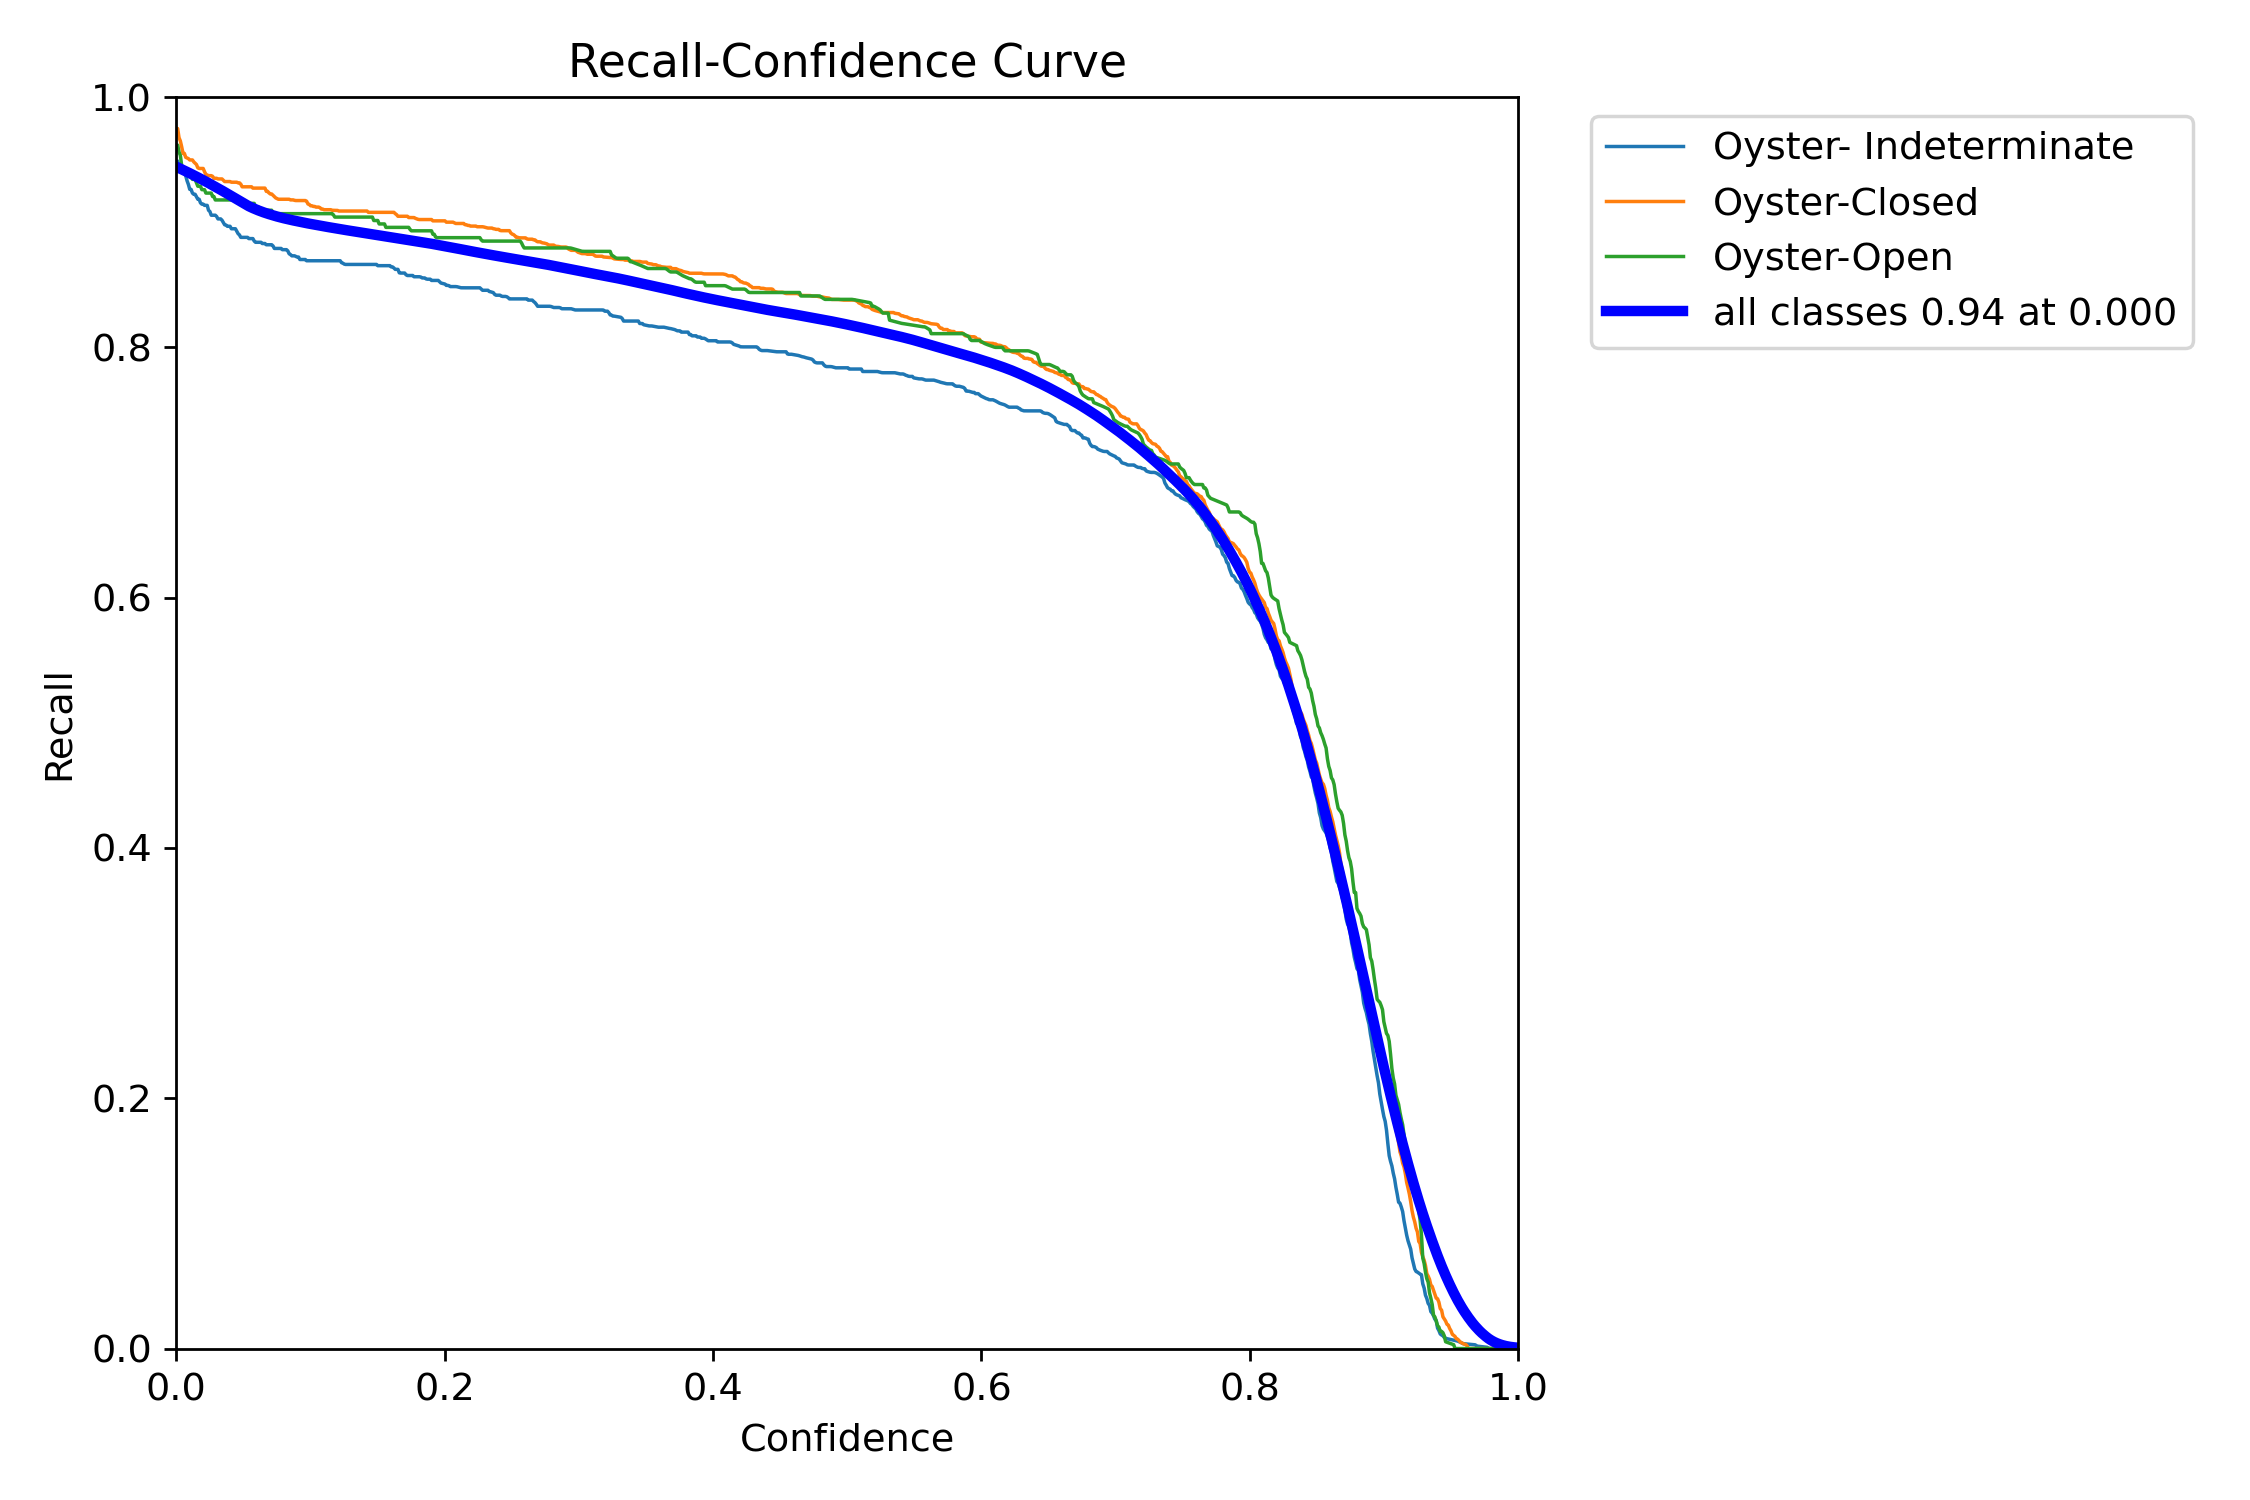 Recall-Confidence Curve
1.0
0.8
0.6
0.4
0.2
0.0
Recall
0.0 0.2 0.4 0.6 0.8 1.0
Confidence
Oyster- Indeterminate
Oyster-Closed
Oyster-Open
all classes 0.94 at 0.000